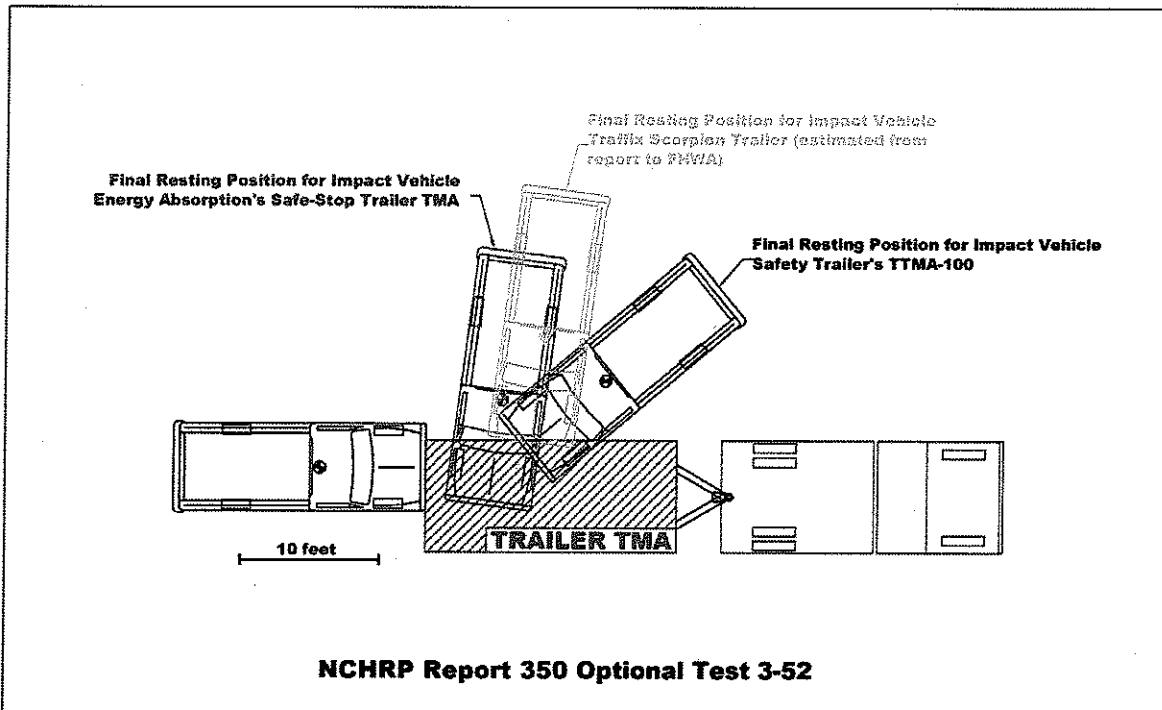 Final Resting Position for Impact Vehicle
Traffix Scorpion Trailer (estimated from
report to FHWA)
Final Resting Position for Impact Vehicle
Energy Absorption's Safe-Stop Trailer TMA
Final Resting Position for Impact Vehicle
Safety Trailer's TTMA-100
10 feet
TRAILER TMA
NCHRP Report 350 Optional Test 3-52